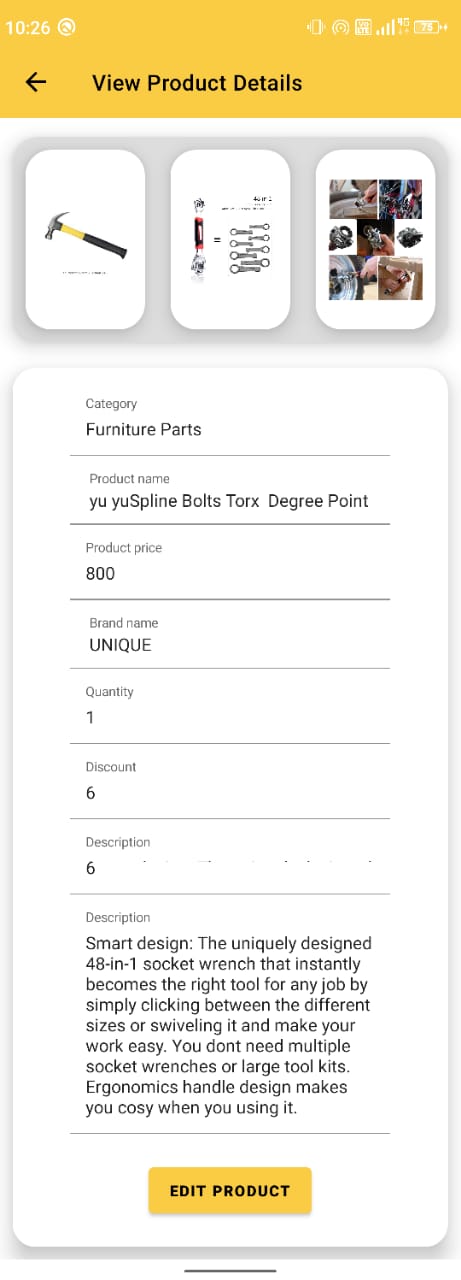 10:26
VO
LTE
4G
75
View Product Details
=
Category
Furniture Parts
Product name
yu yuSpline Bolts Torx  Degree Point
Product price
800
Brand name
UNIQUE
Quantity
1
Discount
6
Description
6
Description
Smart design: The uniquely designed
48-in-1 socket wrench that instantly
becomes the right tool for any job by
simply clicking between the different
sizes or swiveling it and make your
work easy. You dont need multiple
socket wrenches or large tool kits.
Ergonomics handle design makes
you cosy when you using it.
EDIT PRODUCT